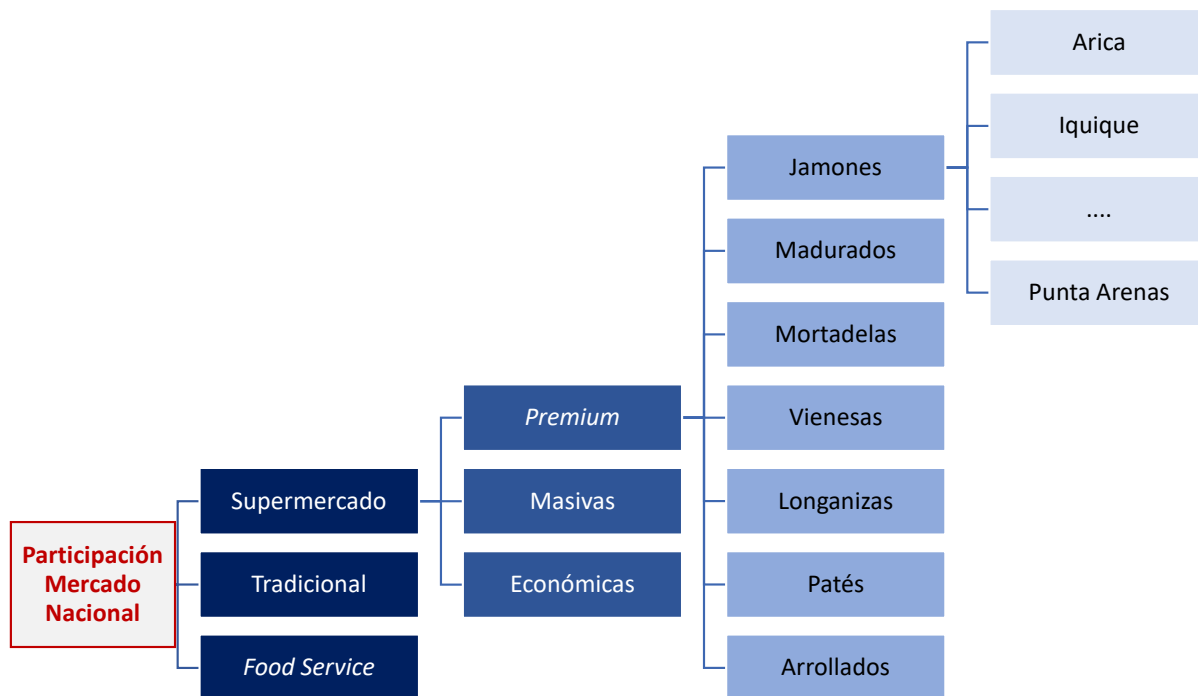 Participación
Mercado
Nacional
Supermercado
Tradicional
Food Service
Premium
Masivas
Económicas
Jamones
Madurados
Mortadelas
Vienesas
Longanizas
Patés
Arrollados
Arica
Iquique
....
Punta Arenas